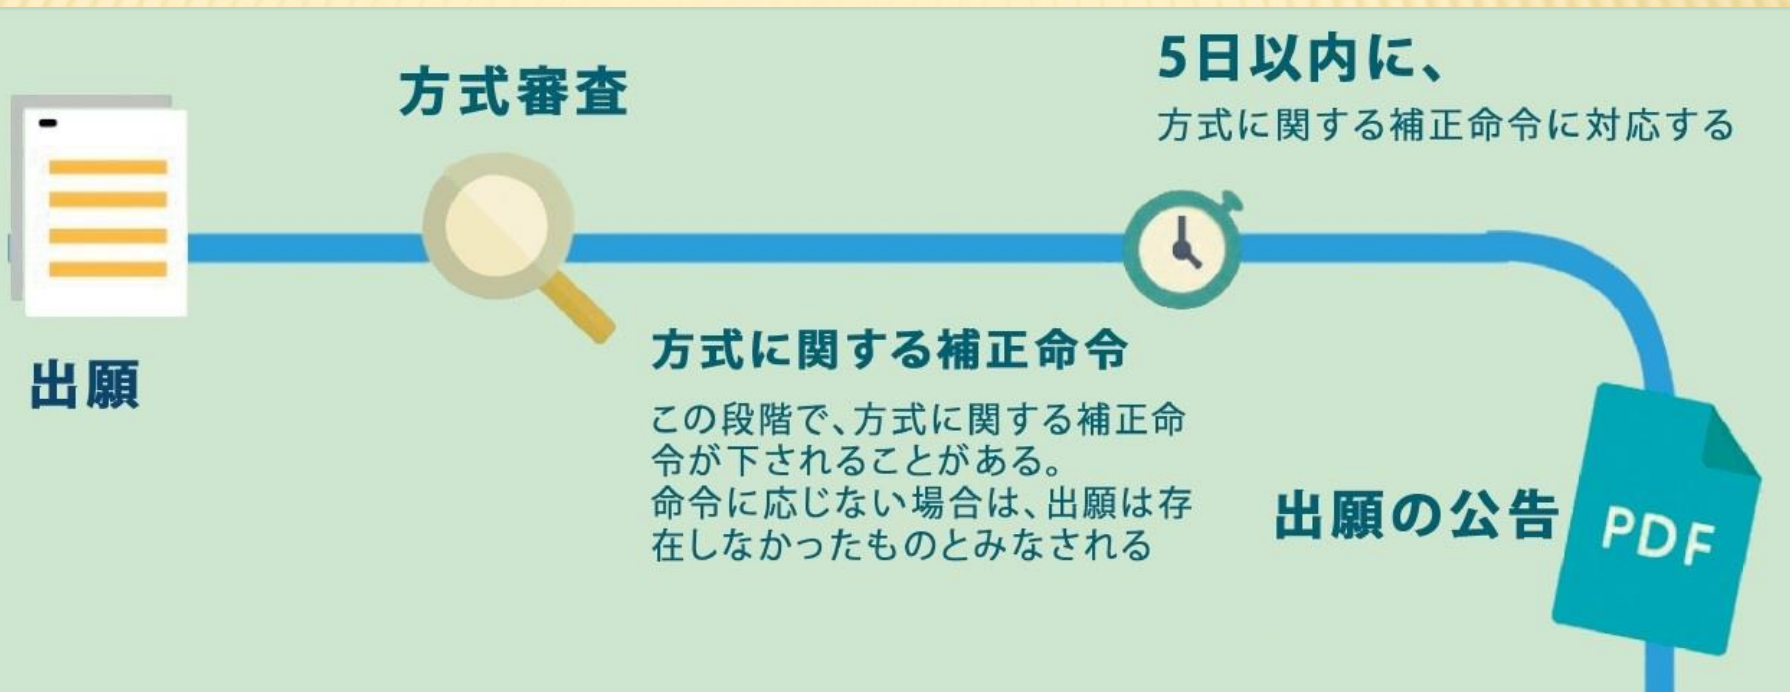 出願
方式審査
方式に関する補正命令
この段階で、方式に関する補正命
令が下されることがある。
命令に応じない場合は、出願は存
在しなかったものとみなされる
5日以内に、
方式に関する補正命令に対応する
出願の公告
PDF